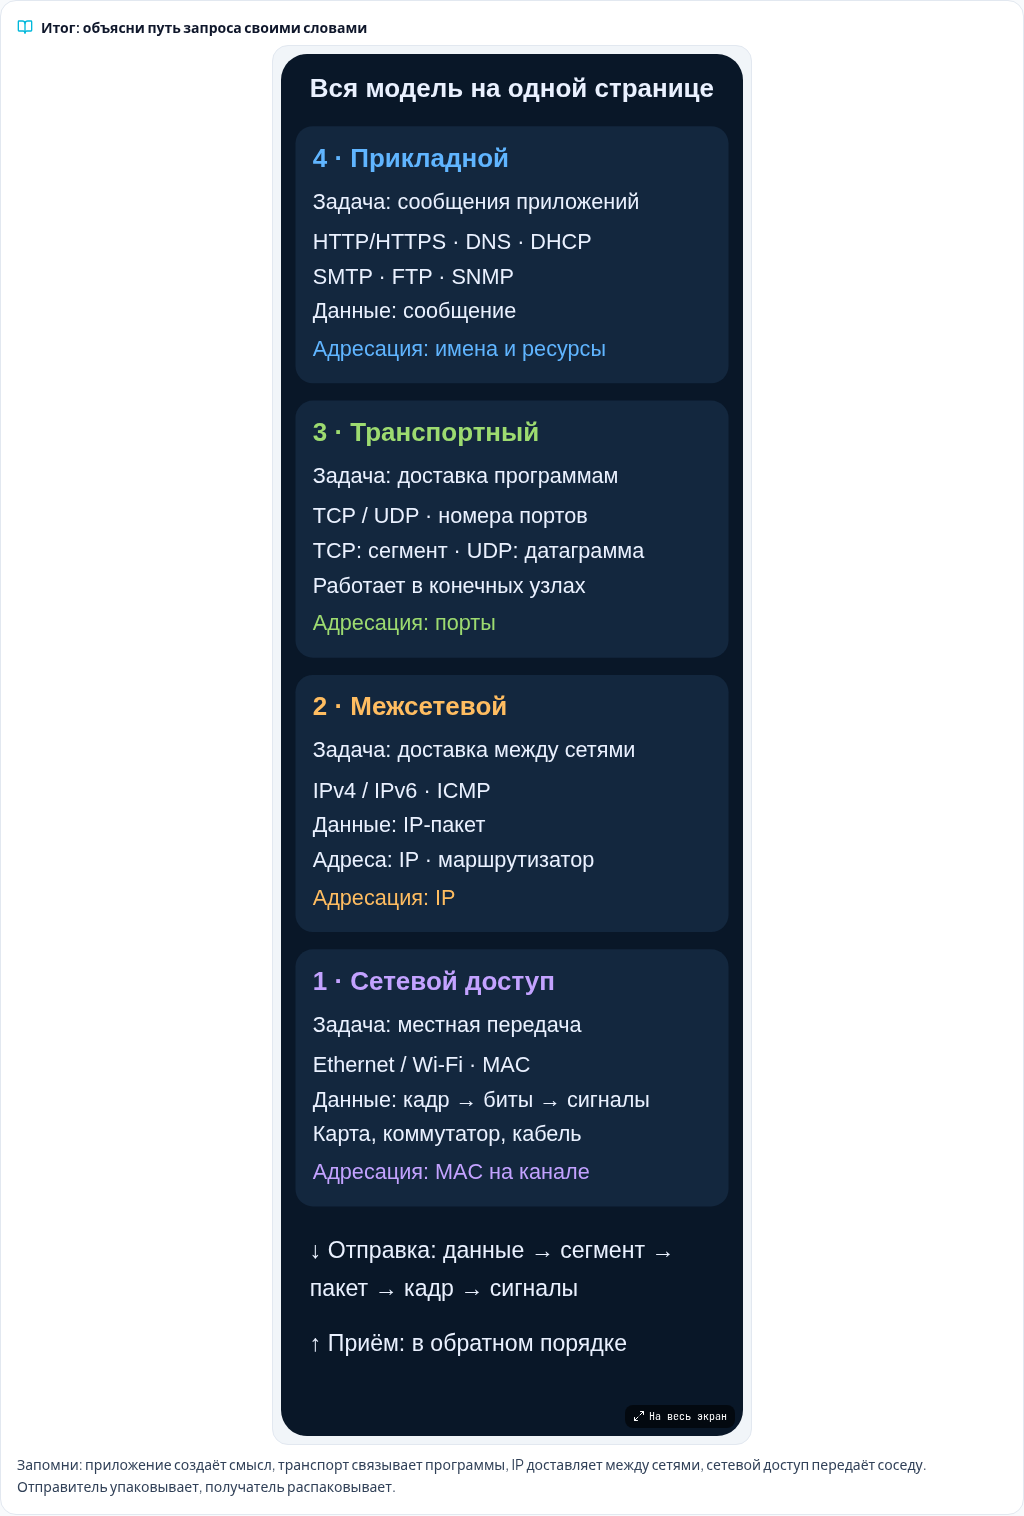 Итог: объясни путь запроса своими словами
Вся модель на одной странице
4 · Прикладной
Задача: сообщения приложений
HTTP/HTTPS · DNS · DHCP
SMTP · FTP · SNMP
Данные: сообщение
Адресация: имена и ресурсы
3 · Транспортный
Задача: доставка программам
TCP / UDP · номера портов
TCP: сегмент · UDP: датаграмма
Работает в конечных узлах
Адресация: порты
2 · Межсетевой
Задача: доставка между сетями
IPv4 / IPv6 · ICMP
Данные: IP-пакет
Адреса: IP · маршрутизатор
Адресация: IP
1 · Сетевой доступ
Задача: местная передача
Ethernet / Wi-Fi · MAC
Данные: кадр → биты → сигналы
Карта, коммутатор, кабель
Адресация: MAC на канале
↓ Отправка: данные → сегмент →
пакет → кадр → сигналы
↑ Приём: в обратном порядке
На весь экран
Запомни: приложение создаёт смысл, транспорт связывает программы, IP доставляет между сетями, сетевой доступ передаёт соседу.
Отправитель упаковывает, получатель распаковывает.